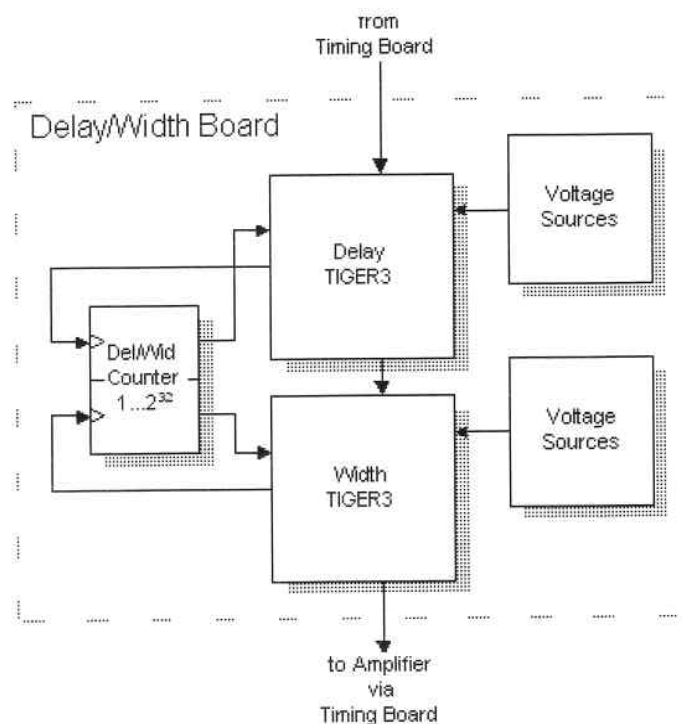 from
Timing Board
Delay/Width Board
Voltage
Sources
Delay
TIGER3
Del/Wid
Counter
1...2³²
Voltage
Sources
Width
TIGER3
to Amplifier
via
Timing Board